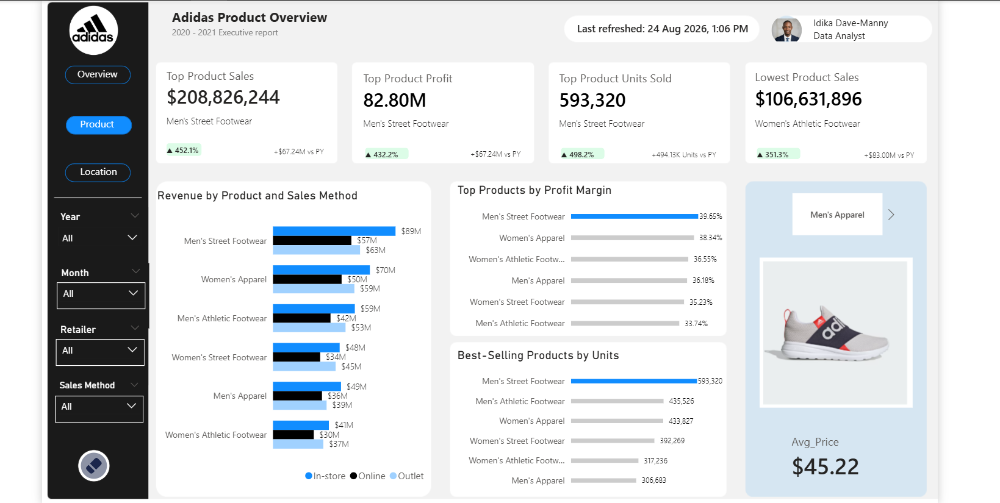 adidas
Overview
Product
Location
Year
All
Month
All
Retailer
All
Sales Method
All
Adidas Product Overview
2020 - 2021 Executive report
Last refreshed: 24 Aug 2026, 1:06 PM
Idika Dave-Manny
Data Analyst
Top Product Sales
$208,826,244
Men's Street Footwear
▲ 452.1%
+$67.24M vs PY
Top Product Profit
82.80M
Men's Street Footwear
▲ 432.2%
+$67.24M vs PY
Top Product Units Sold
593,320
Men's Street Footwear
▲ 498.2%
+494.13K Units vs PY
Lowest Product Sales
$106,631,896
Women's Athletic Footwear
▲ 351.3%
+$83.00M vs PY
Revenue by Product and Sales Method
Men's Street Footwear
$89M
$57M
$63M
Women's Apparel
$70M
$50M
$59M
Men's Athletic Footwear
$59M
$42M
$53M
Women's Street Footwear
$48M
$34M
$45M
Men's Apparel
$49M
$36M
$39M
Women's Athletic Footwear
$41M
$30M
$37M
In-store Online Outlet
Top Products by Profit Margin
Men's Street Footwear 39.65%
Women's Apparel 38.34%
Women's Athletic Footw... 36.55%
Men's Apparel 36.18%
Women's Street Footwear 35.23%
Men's Athletic Footwear 33.74%
Best-Selling Products by Units
Men's Street Footwear 593,320
Men's Athletic Footwear 435,526
Women's Apparel 433,827
Women's Street Footwear 392,269
Women's Athletic Footw... 317,236
Men's Apparel 306,683
Men's Apparel
adi
Avg_Price
$45.22